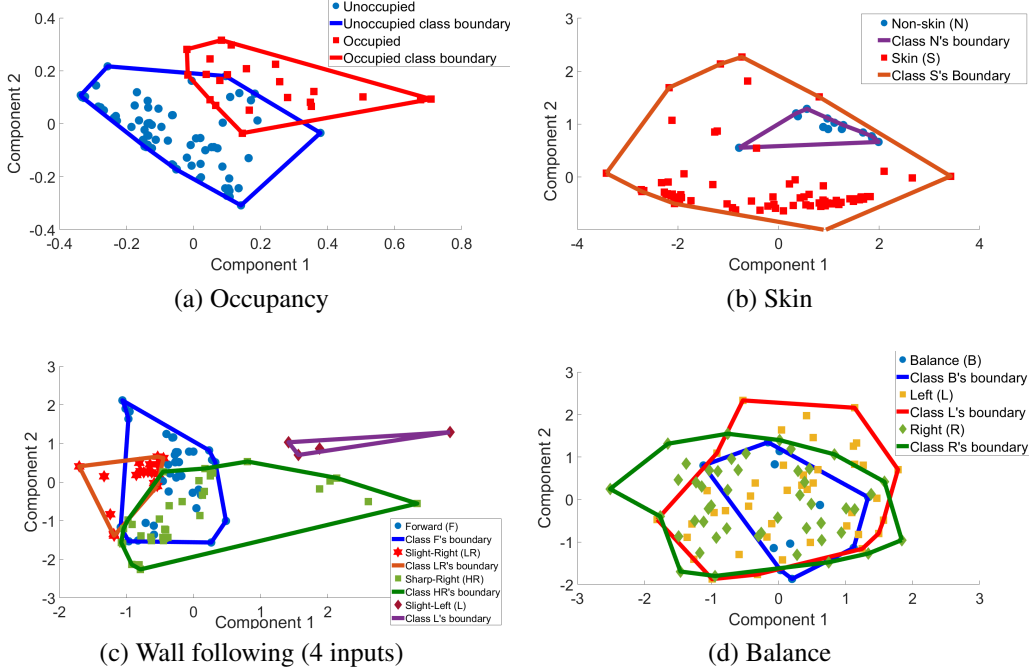 0.4
0.2
0
-0.2
-0.4
Component 2
-0.4
-0.2
0
0.2
0.4
0.6
0.8
Component 1
Unoccupied
Unoccupied class boundary
Occupied
Occupied class boundary
(a) Occupancy
3
2
1
0
Component 2
-4
-2
0
2
4
Component 1
Non-skin (N)
Class N's boundary
Skin (S)
Class S's Boundary
(b) Skin
3
2
1
0
-1
-2
-3
Component 2
-2
-1
0
1
2
3
Component 1
Forward (F)
Class F's boundary
Slight-Right (LR)
Class LR's boundary
Sharp-Right (HR)
Class HR's boundary
Slight-Left (L)
Class L's boundary
(c) Wall following (4 inputs)
3
2
1
0
-1
-2
Component 2
-3
-2
-1
0
1
2
3
Component 1
Balance (B)
Class B's boundary
Left (L)
Class L's boundary
Right (R)
Class R's boundary
(d) Balance